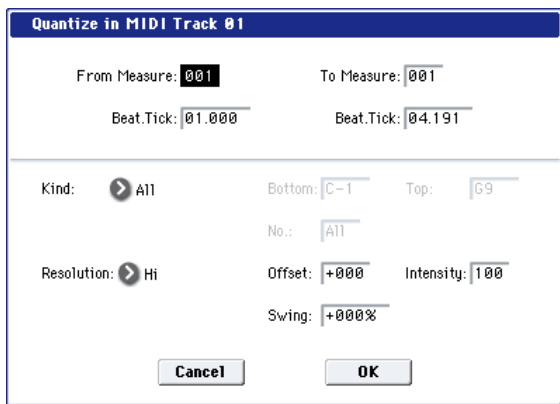 Quantize in MIDI Track 01
From Measure: 001 To Measure: 001
Beat.Tick: 01.000 Beat.Tick: 04.191
Kind: All Bottom: C-1 Top: G9
No.: All
Resolution: Hi Offset: +000 Intensity: 100
Swing: +000%
Cancel OK